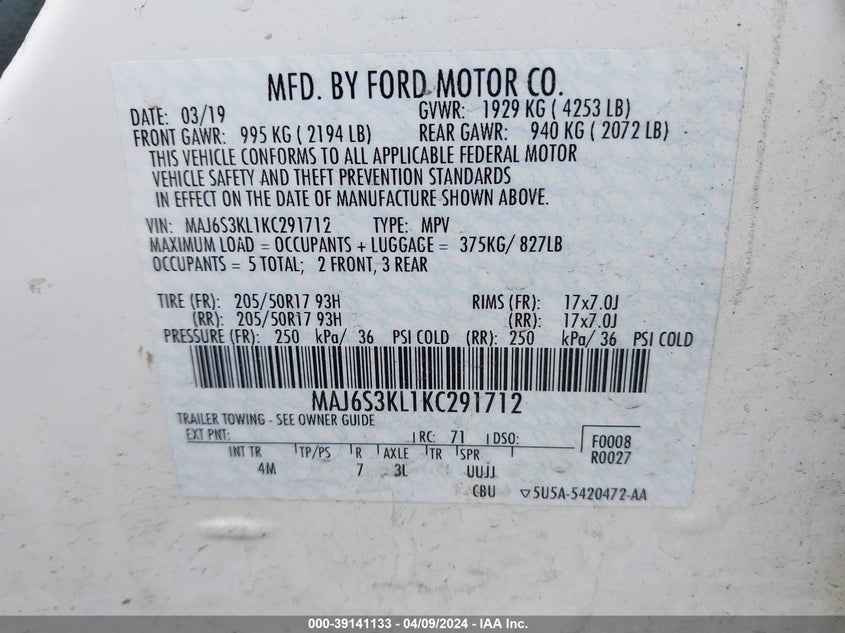 MFD. BY FORD MOTOR CO.
DATE: 03/19 GVWR: 1929 KG ( 4253 LB)
FRONT GAWR: 995 KG ( 2194 LB) REAR GAWR: 940 KG ( 2072 LB)
THIS VEHICLE CONFORMS TO ALL APPLICABLE FEDERAL MOTOR
VEHICLE SAFETY AND THEFT PREVENTION STANDARDS
IN EFFECT ON THE DATE OF MANUFACTURE SHOWN ABOVE.
VIN: MAJ6S3KL1KC291712 TYPE: MPV
MAXIMUM LOAD = OCCUPANTS + LUGGAGE = 375KG/ 827LB
OCCUPANTS = 5 TOTAL; 2 FRONT, 3 REAR
TIRE (FR): 205/50R17 93H RIMS (FR): 17x7.0J
(RR): 205/50R17 93H (RR): 17x7.0J
PRESSURE (FR): 250 kPa/ 36 PSI COLD (RR): 250 kPa/ 36 PSI COLD
MAJ6S3KL1KC291712
TRAILER TOWING - SEE OWNER GUIDE
EXT PNT: RC: 71 DSO: F0008
INT TR TP/PS R AXLE TR SPR R0027
4M 7 3L UUJJ
CBU ▽5U5A-5420472-AA
000-39141133 - 04/09/2024 - IAA Inc.